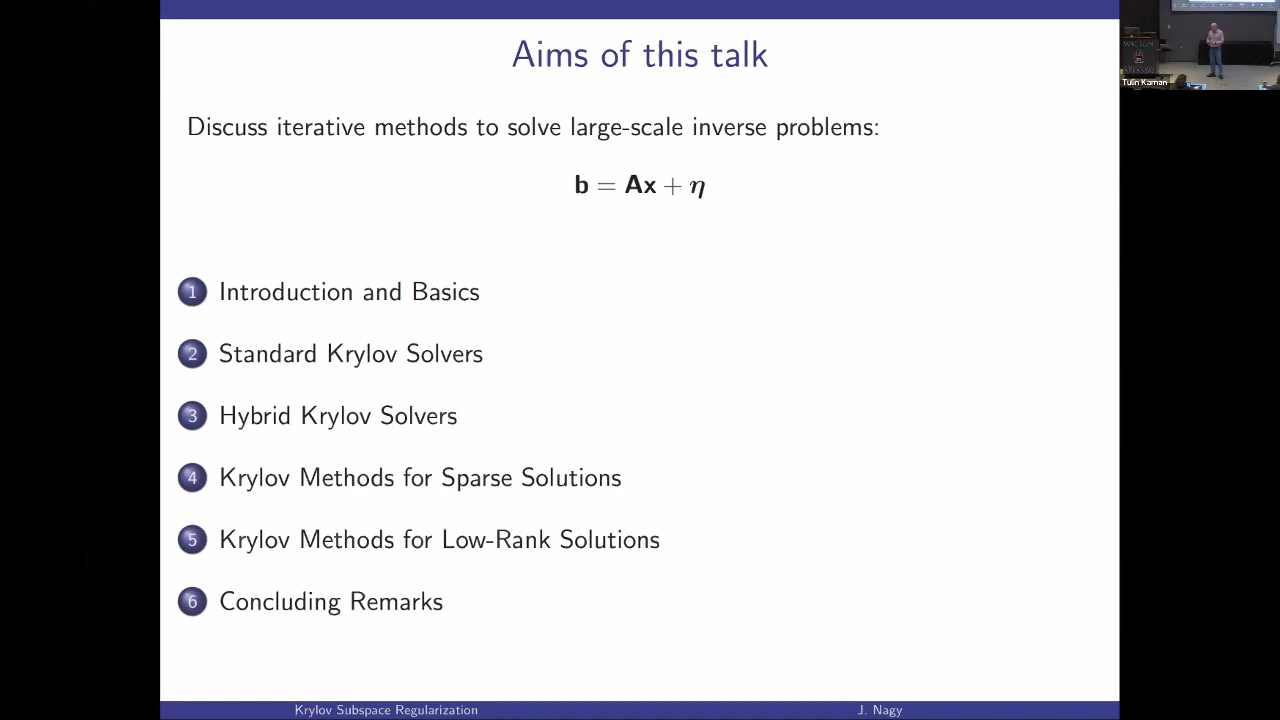 Aims of this talk
Discuss iterative methods to solve large-scale inverse problems:
b = Ax + η
1 Introduction and Basics
2 Standard Krylov Solvers
3 Hybrid Krylov Solvers
4 Krylov Methods for Sparse Solutions
5 Krylov Methods for Low-Rank Solutions
6 Concluding Remarks
Krylov Subspace Regularization
J. Nagy
WALTON
Tulin Kaman